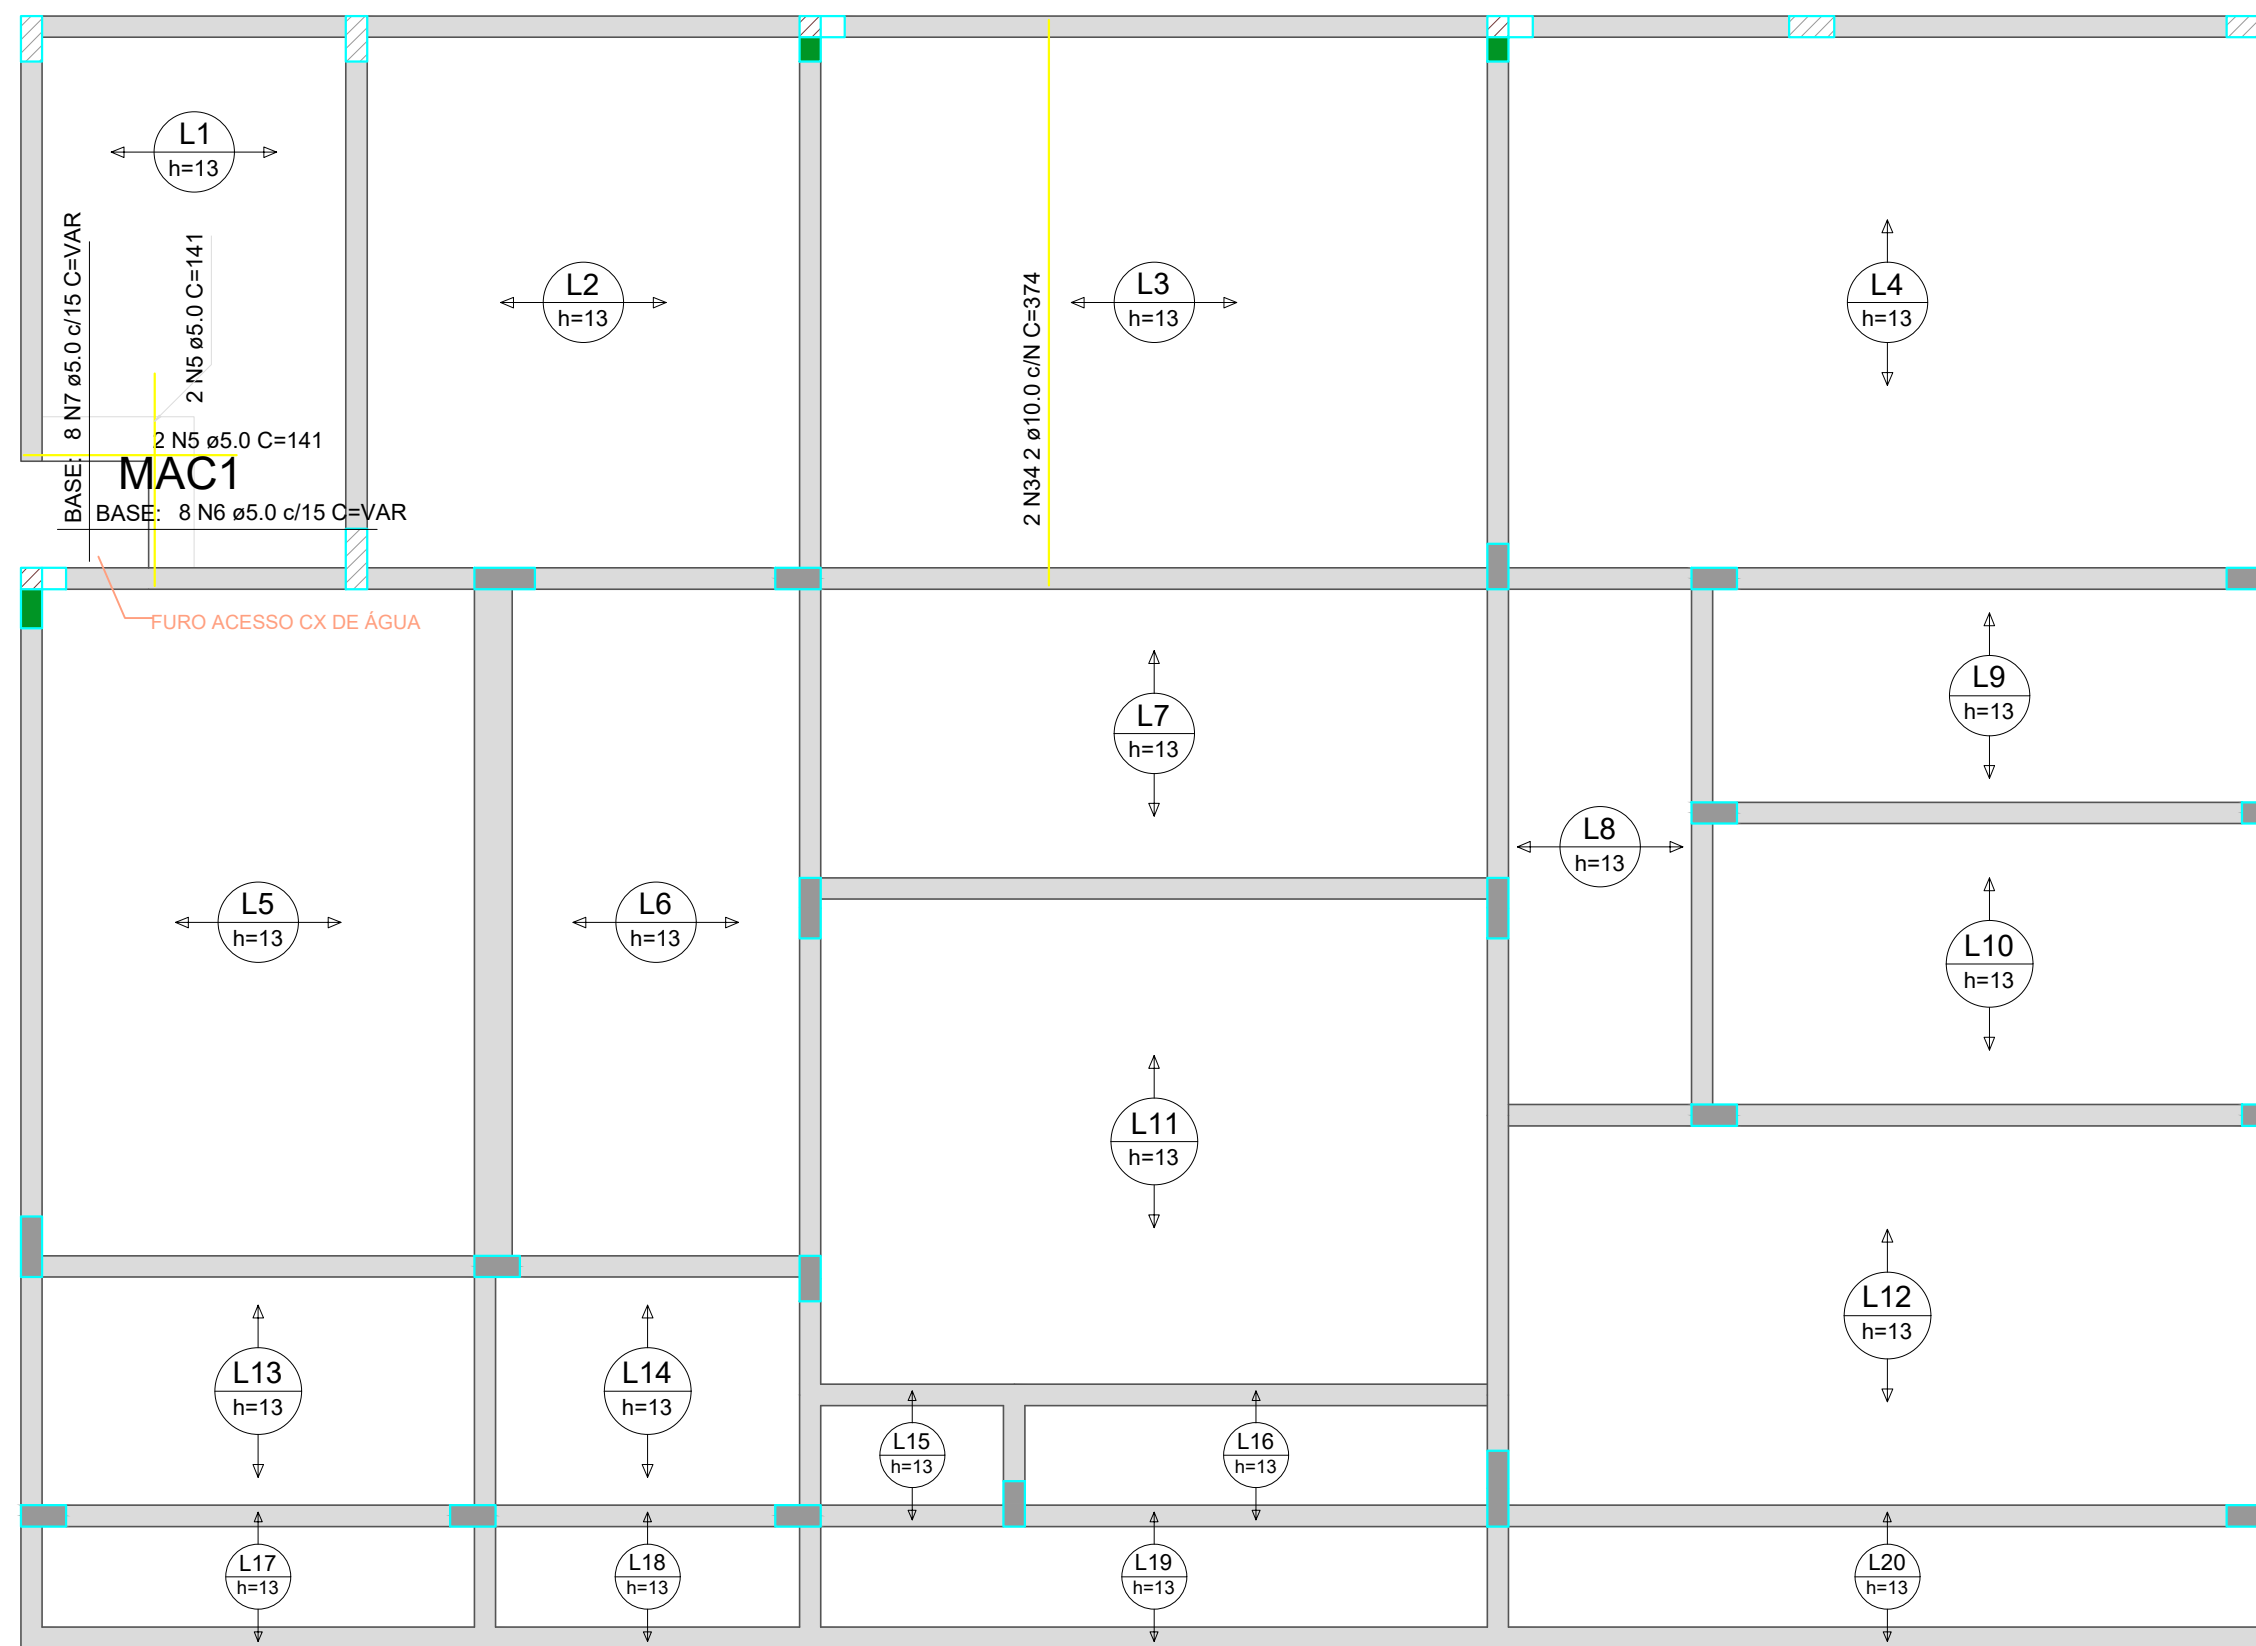 L1
h=13
L2
h=13
L3
h=13
L4
h=13
BASE: 8 N7 ø5.0 c/15 C=VAR
2 N5 ø5.0 C=141
2 N5 ø5.0 C=141
MAC1
BASE: 8 N6 ø5.0 c/15 C=VAR
2 N34 2 ø10.0 c/N C=374
FURO ACESSO CX DE ÁGUA
L5
h=13
L6
h=13
L7
h=13
L8
h=13
L9
h=13
L10
h=13
L11
h=13
L12
h=13
L13
h=13
L14
h=13
L15
h=13
L16
h=13
L17
h=13
L18
h=13
L19
h=13
L20
h=13